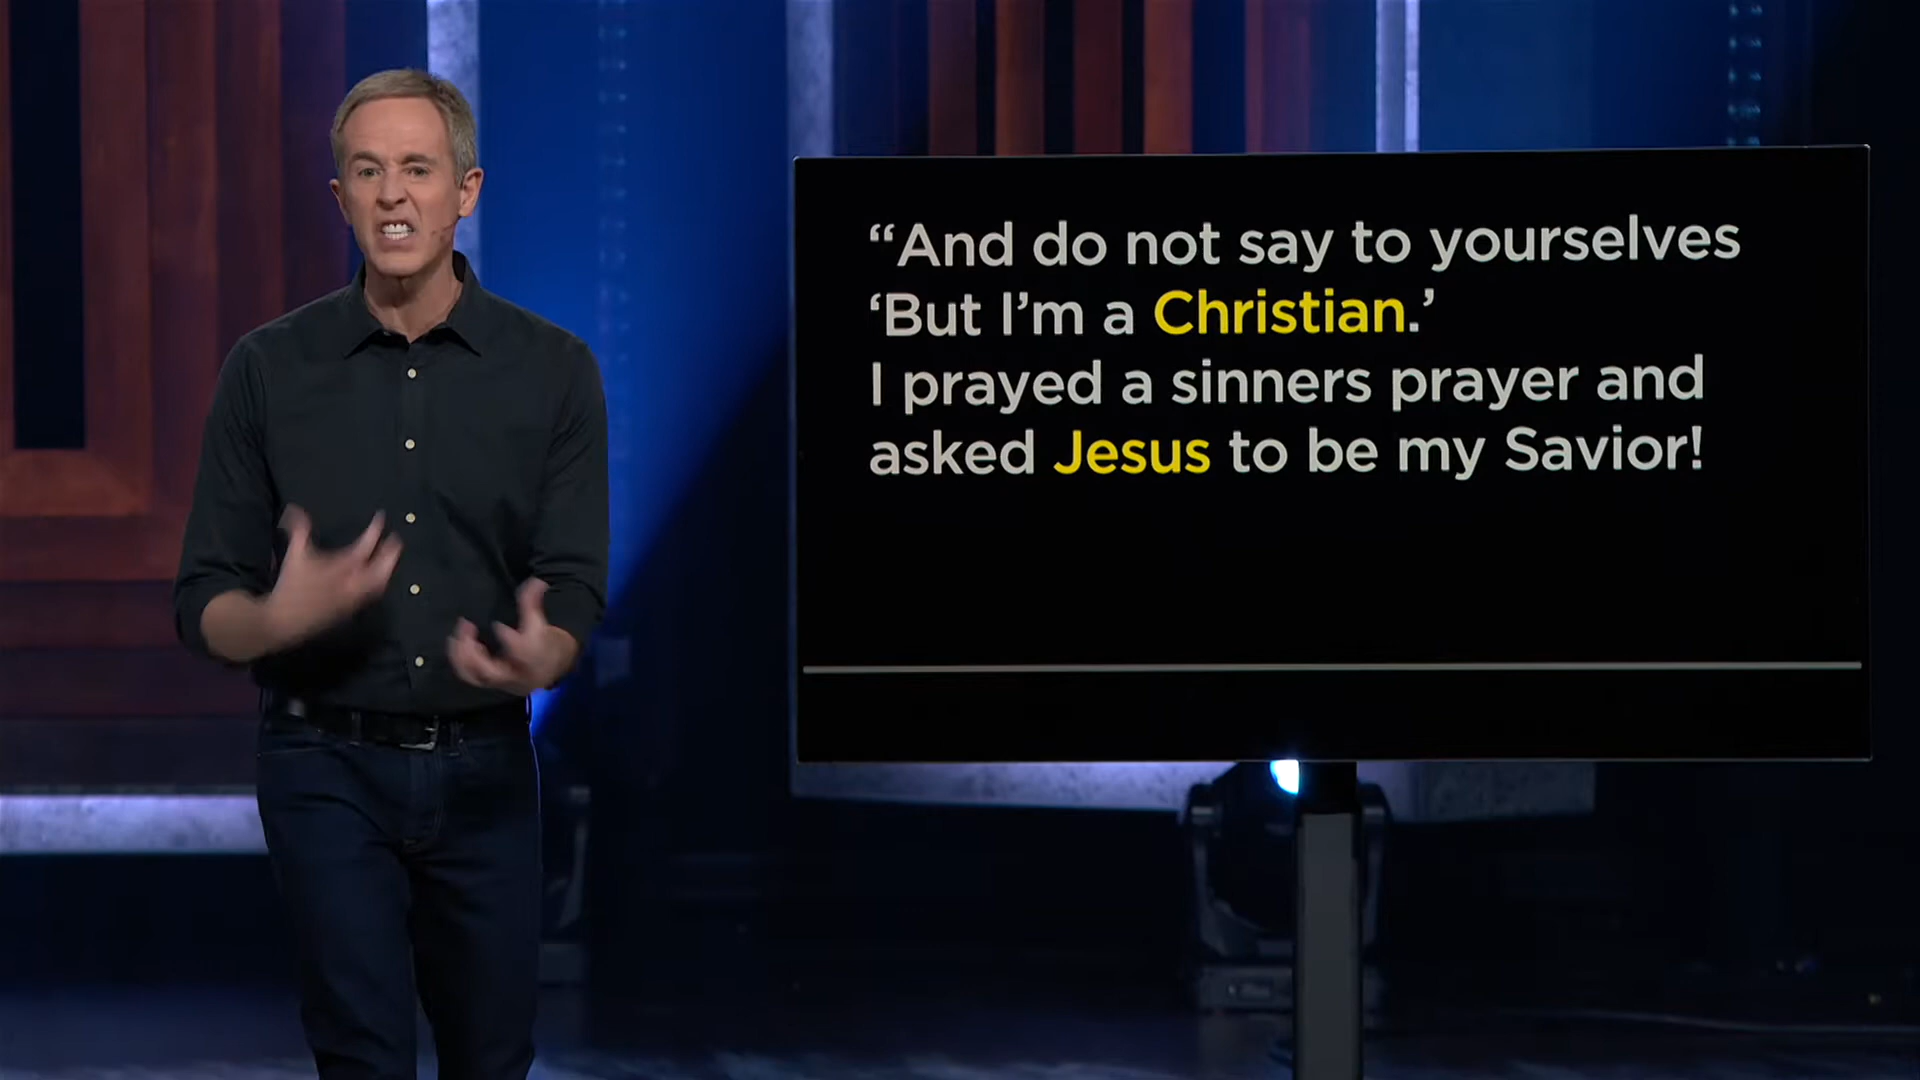 “And do not say to yourselves
‘But I’m a Christian.’
I prayed a sinners prayer and
asked Jesus to be my Savior!